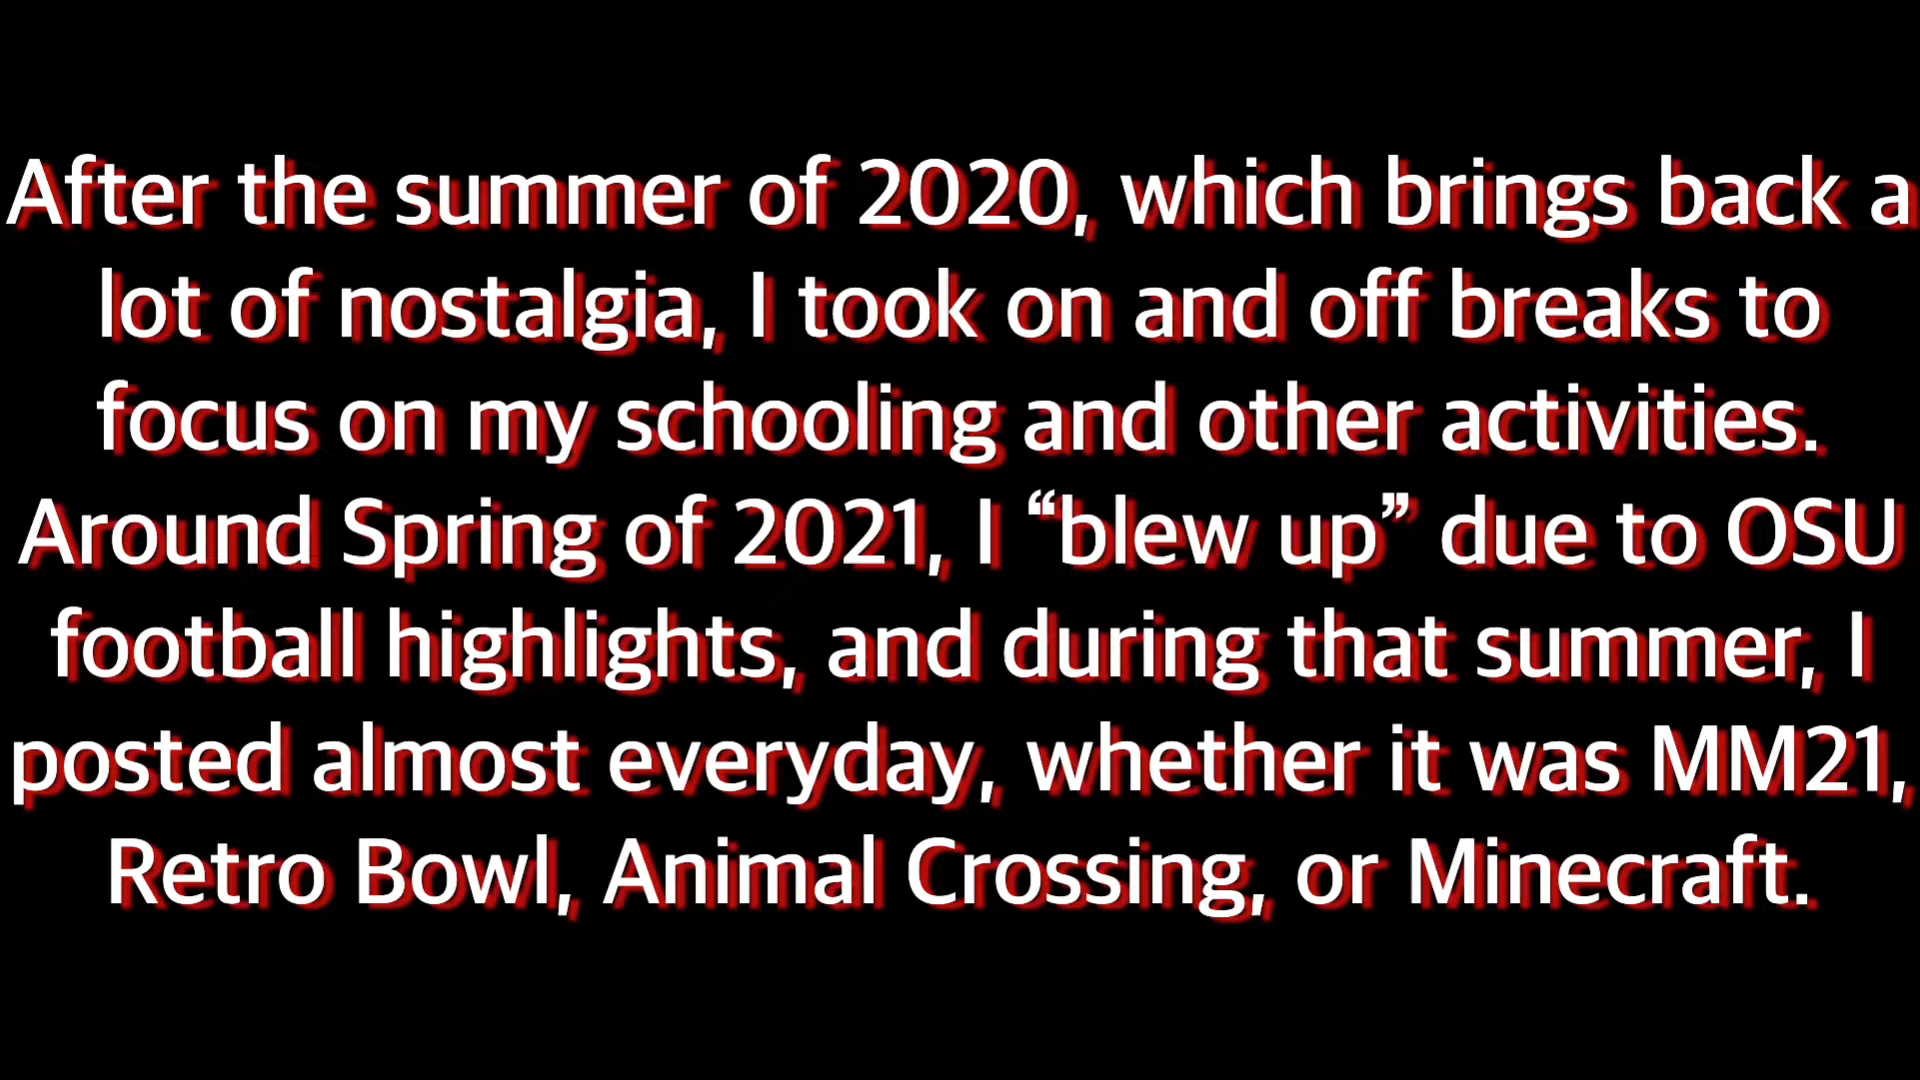 After the summer of 2020, which brings back a
lot of nostalgia, I took on and off breaks to
focus on my schooling and other activities.
Around Spring of 2021, I “blew up” due to OSU
football highlights, and during that summer, I
posted almost everyday, whether it was MM21,
Retro Bowl, Animal Crossing, or Minecraft.